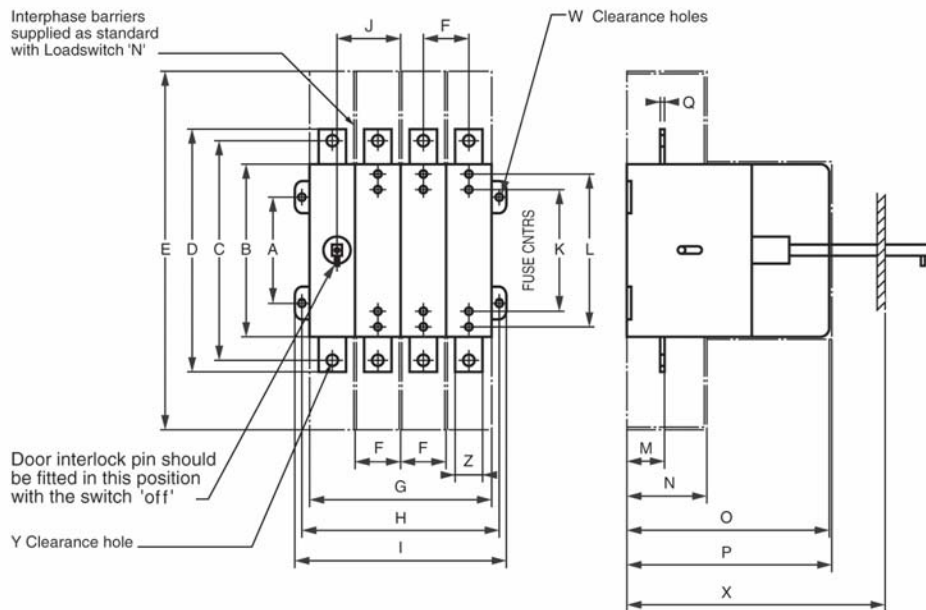 Interphase barriers
supplied as standard
with Loadswitch 'N'
J
F
W Clearance holes
Q
E
D
C
B
A
FUSE CNTRS
K
L
Door interlock pin should
be fitted in this position
with the switch 'off'
F
F
Z
G
H
I
Y Clearance hole
M
N
O
P
X